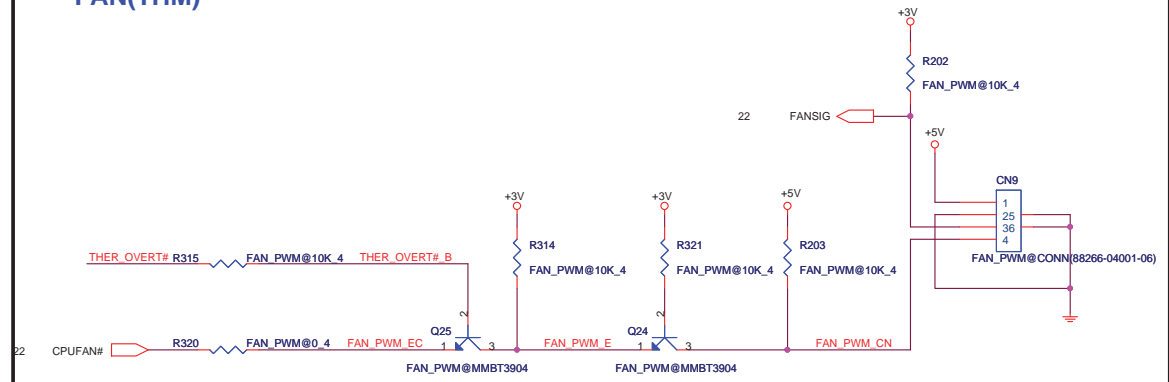 FAN(THM)
+3V
R202
FAN_PWM@10K_4
22 FANSIG
+5V
CN9
1
25
36
4
FAN_PWM@CONN(88266-04001-06)
+3V
+3V
+5V
R314
FAN_PWM@10K_4
R321
FAN_PWM@10K_4
R203
FAN_PWM@10K_4
THER_OVERT# R315 FAN_PWM@10K_4 THER_OVERT#_B
2
2
Q25
Q24
22 CPUFAN# R320 FAN_PWM@0_4 FAN_PWM_EC 1 3 FAN_PWM_E 1 3 FAN_PWM_CN
FAN_PWM@MMBT3904 FAN_PWM@MMBT3904